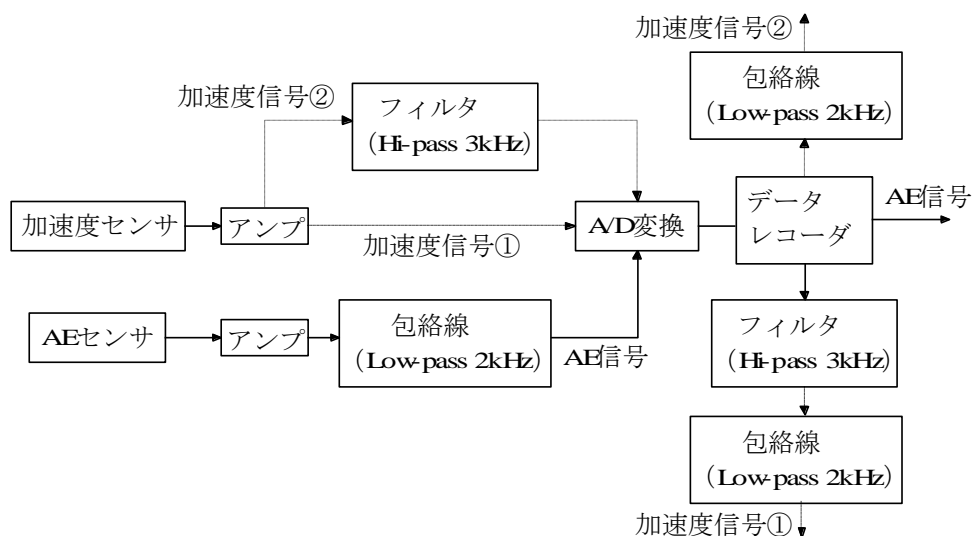 加速度信号②
包絡線
(Low-pass 2kHz)
加速度信号②
フィルタ
(Hi-pass 3kHz)
加速度センサ
アンプ
加速度信号①
A/D変換
データ
レコーダ
AE信号
AEセンサ
アンプ
包絡線
(Low-pass 2kHz)
AE信号
フィルタ
(Hi-pass 3kHz)
包絡線
(Low-pass 2kHz)
加速度信号①